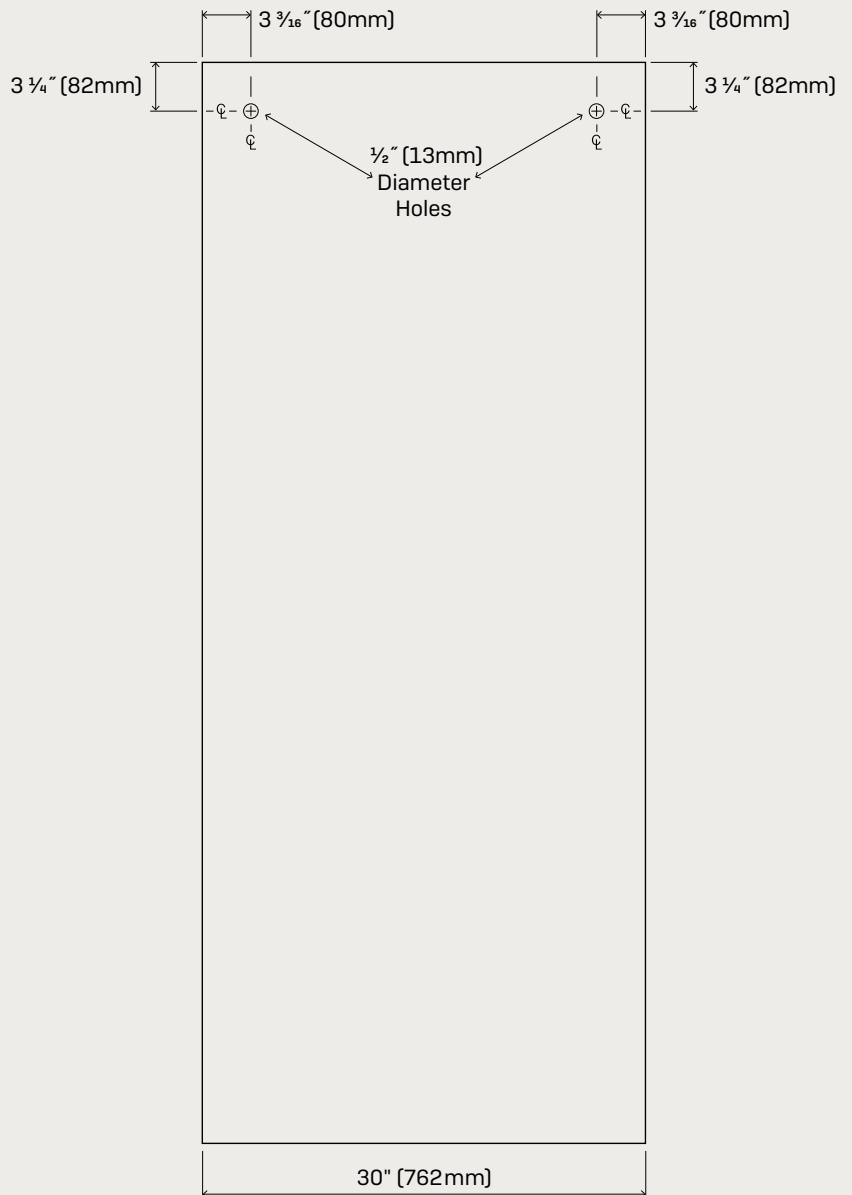 3 ³⁄₁₆˝ (80mm)
3 ³⁄₁₆˝ (80mm)
3 ¼˝ (82mm)
3 ¼˝ (82mm)
℄
℄
℄
℄
½˝ (13mm)
Diameter
Holes
30" (762mm)